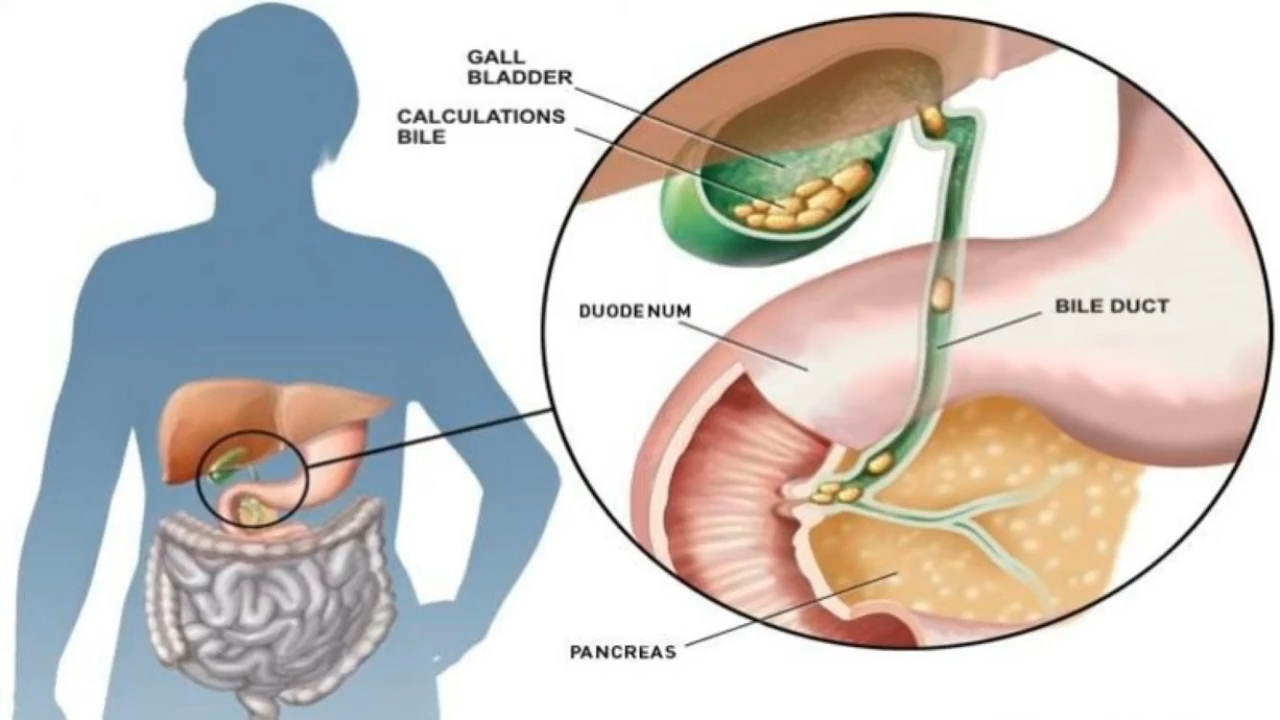 GALL
BLADDER
CALCULATIONS
BILE
DUODENUM
BILE DUCT
PANCREAS